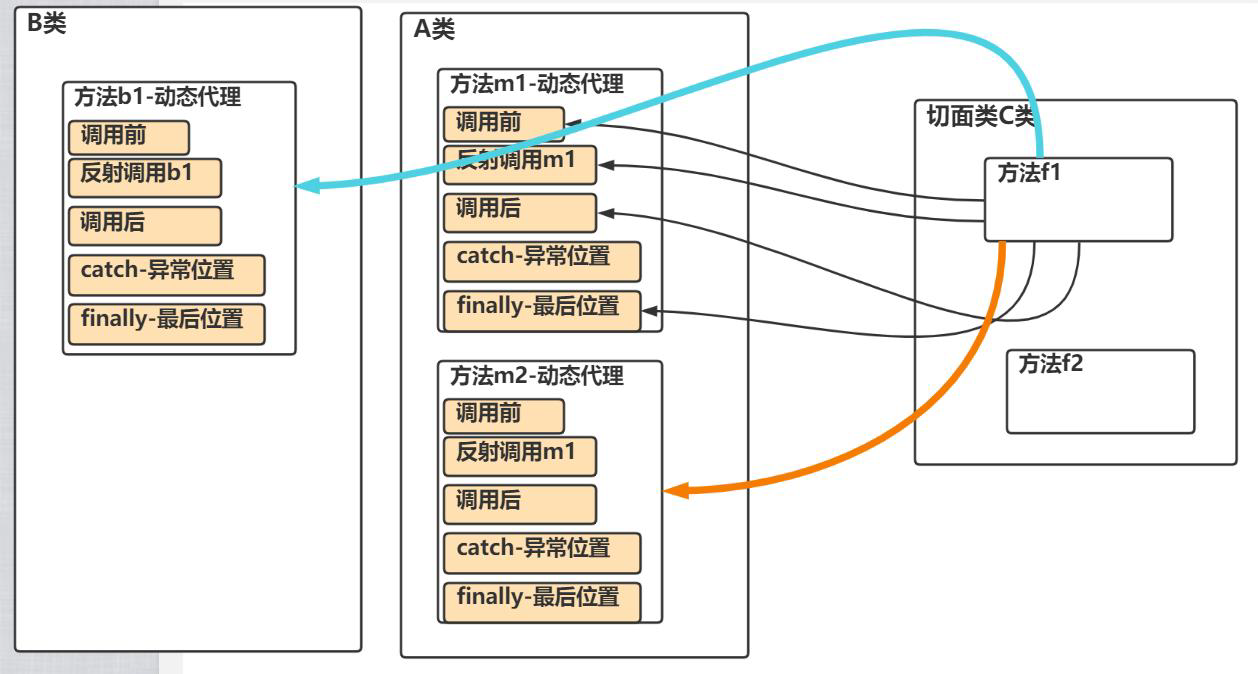 B类
方法b1-动态代理
调用前
反射调用b1
调用后
catch-异常位置
finally-最后位置
A类
方法m1-动态代理
调用前
反射调用m1
调用后
catch-异常位置
finally-最后位置
方法m2-动态代理
调用前
反射调用m1
调用后
catch-异常位置
finally-最后位置
切面类C类
方法f1
方法f2